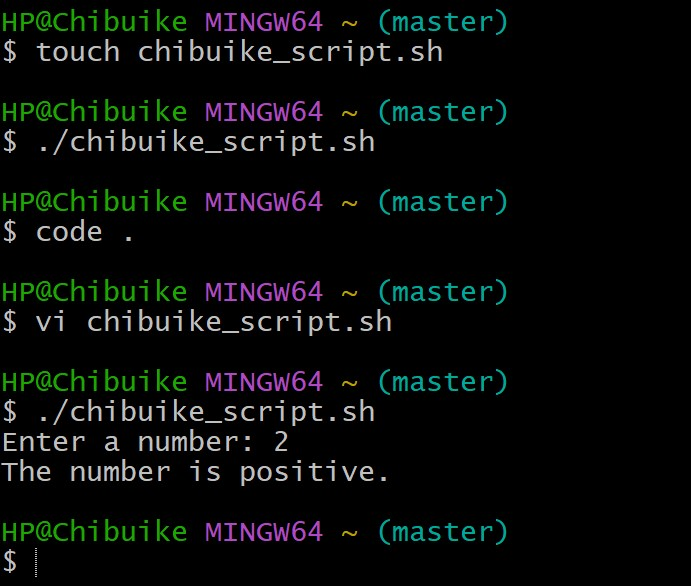 HP@Chibuike MINGW64 ~ (master)
$ touch chibuike_script.sh
HP@Chibuike MINGW64 ~ (master)
$ ./chibuike_script.sh
HP@Chibuike MINGW64 ~ (master)
$ code .
HP@Chibuike MINGW64 ~ (master)
$ vi chibuike_script.sh
HP@Chibuike MINGW64 ~ (master)
$ ./chibuike_script.sh
Enter a number: 2
The number is positive.
HP@Chibuike MINGW64 ~ (master)
$